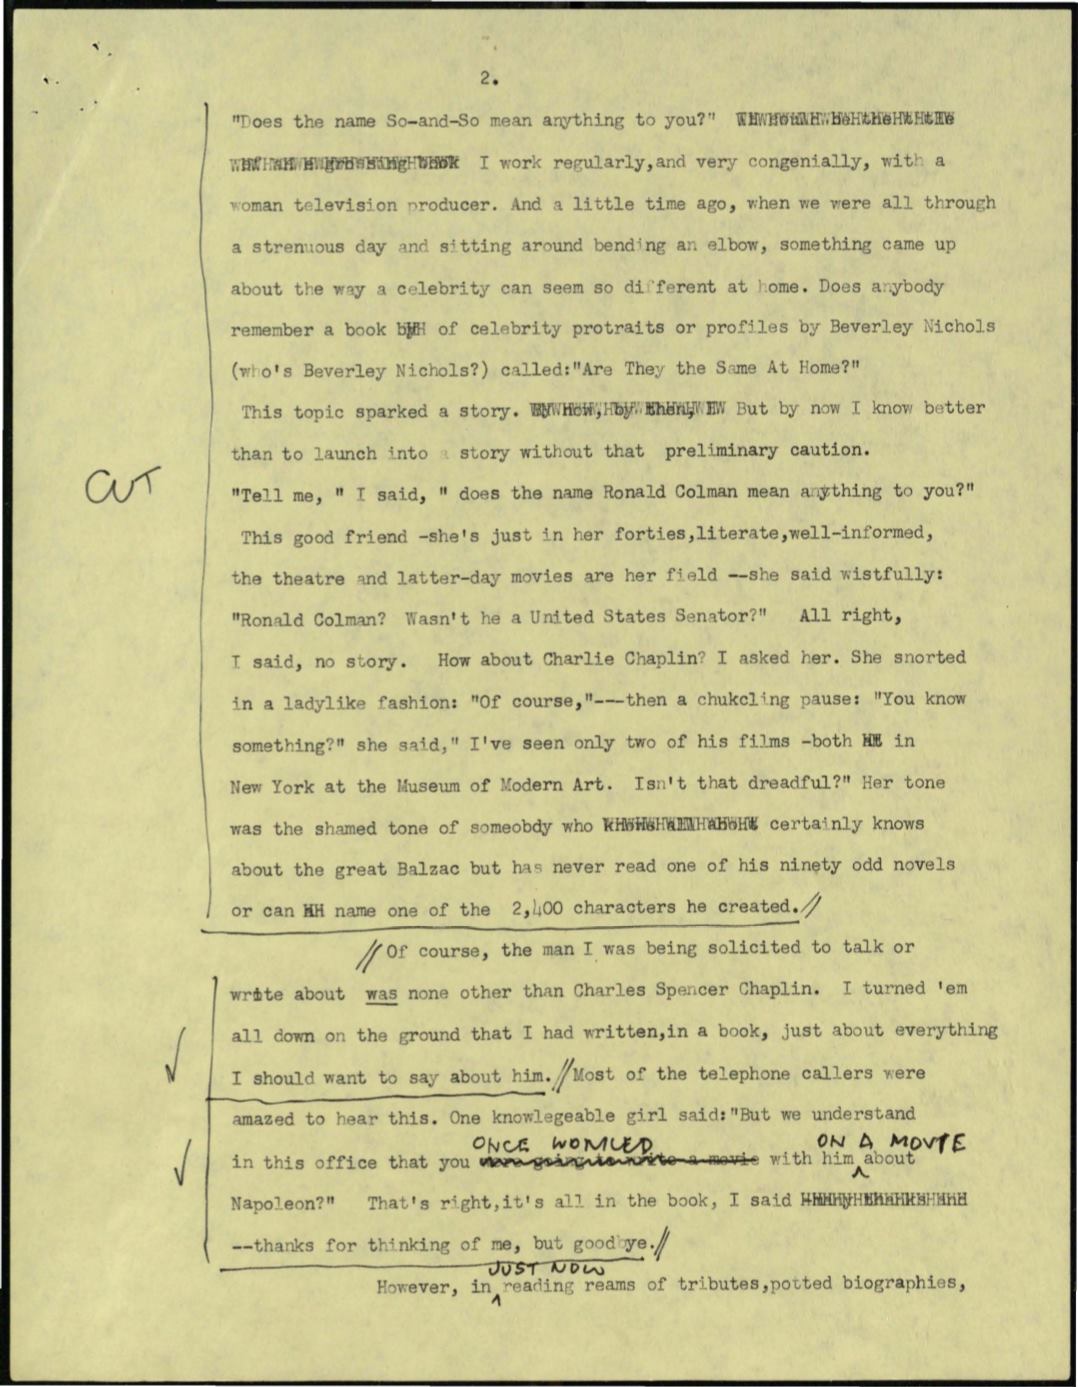 2.
"Does the name So-and-So mean anything to you?"
I work regularly,and very congenially, with a
woman television producer. And a little time ago, when we were all through
a strenuous day and sitting around bending an elbow, something came up
about the way a celebrity can seem so different at home. Does anybody
remember a book of celebrity protraits or profiles by Beverley Nichols
(who's Beverley Nichols?) called:"Are They the Same At Home?"
This topic sparked a story. But by now I know better
than to launch into a story without that preliminary caution.
CUT
"Tell me, " I said, " does the name Ronald Colman mean anything to you?"
This good friend -she's just in her forties,literate,well-informed,
the theatre and latter-day movies are her field --she said wistfully:
"Ronald Colman? Wasn't he a United States Senator?" All right,
I said, no story. How about Charlie Chaplin? I asked her. She snorted
in a ladylike fashion: "Of course,"---then a chukcling pause: "You know
something?" she said," I've seen only two of his films -both in
New York at the Museum of Modern Art. Isn't that dreadful?" Her tone
was the shamed tone of someobdy who certainly knows
about the great Balzac but has never read one of his ninety odd novels
or can name one of the 2,400 characters he created.//
//Of course, the man I was being solicited to talk or
write about was none other than Charles Spencer Chaplin. I turned 'em
all down on the ground that I had written,in a book, just about everything
I should want to say about him.//Most of the telephone callers were
amazed to hear this. One knowlegeable girl said:"But we understand
ONCE WORKED ON A MOVIE
in this office that you were going to write a movie with him about
Napoleon?" That's right,it's all in the book, I said
--thanks for thinking of me, but goodbye.//
JUST NOW
However, in reading reams of tributes,potted biographies,